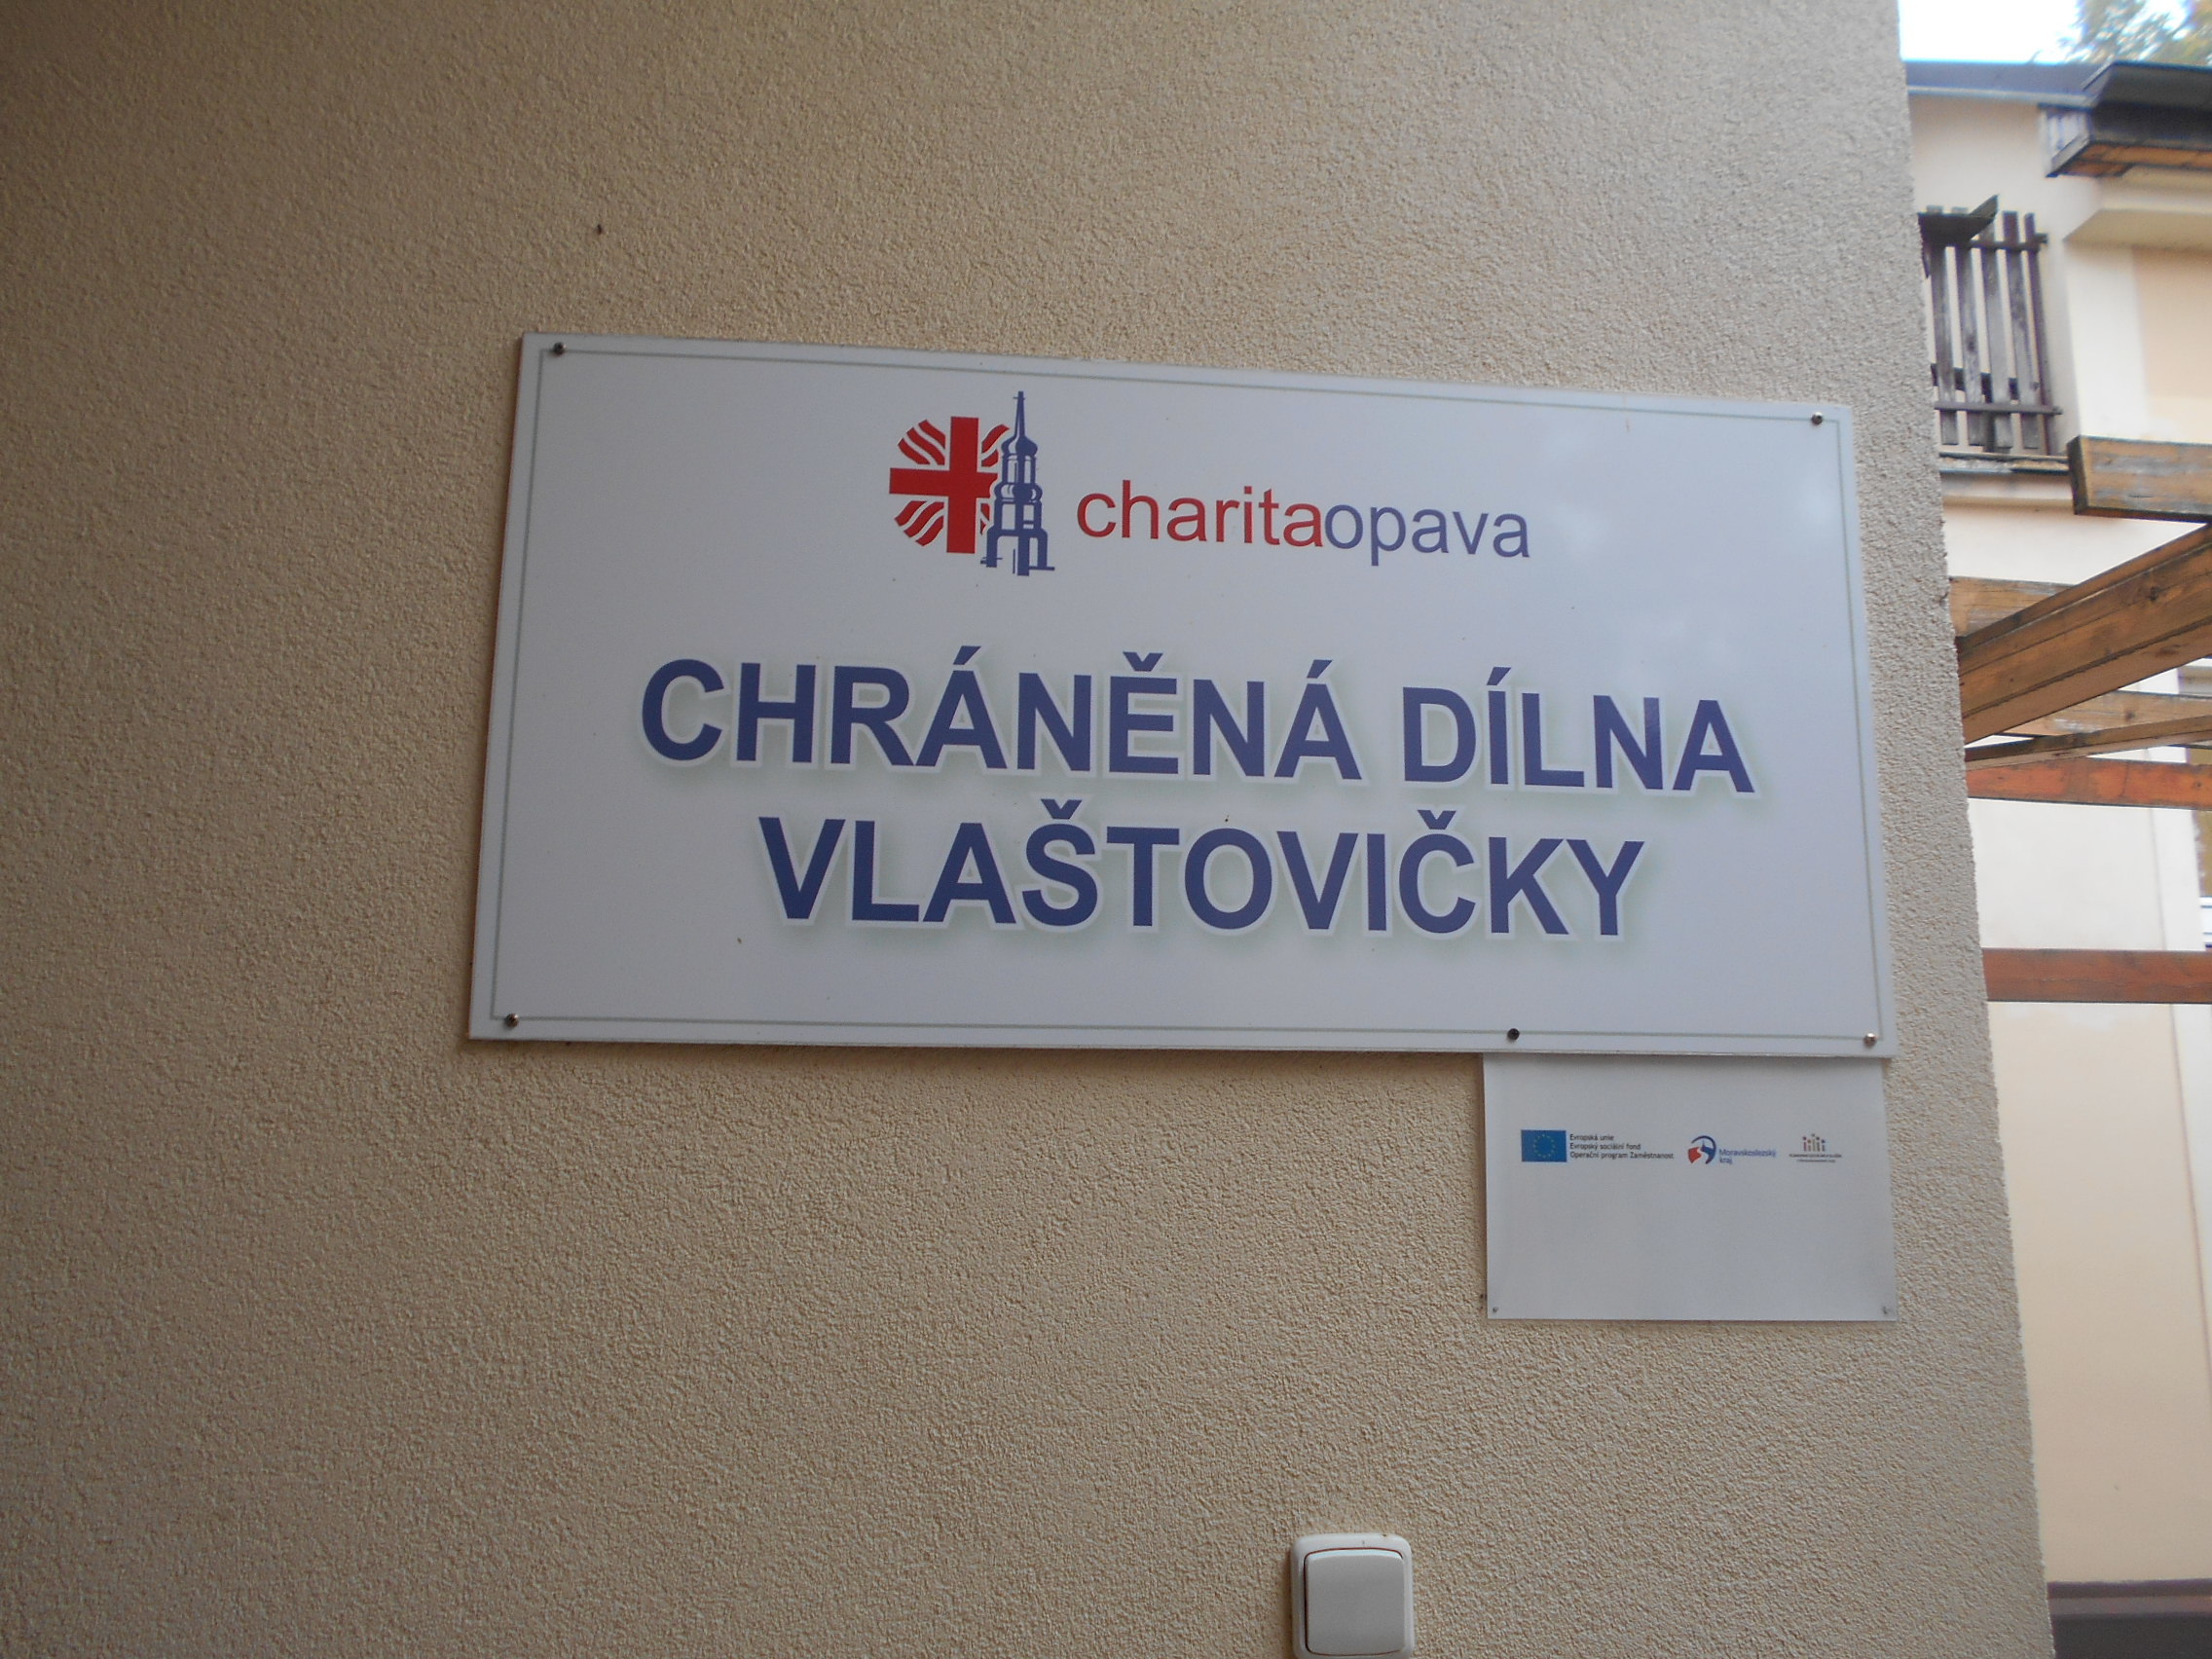 charitaopava
CHRÁNĚNÁ DÍLNA
VLAŠTOVIČKY
Evropská unie
Evropský sociální fond
Operační program Zaměstnanost
Moravskoslezský
kraj